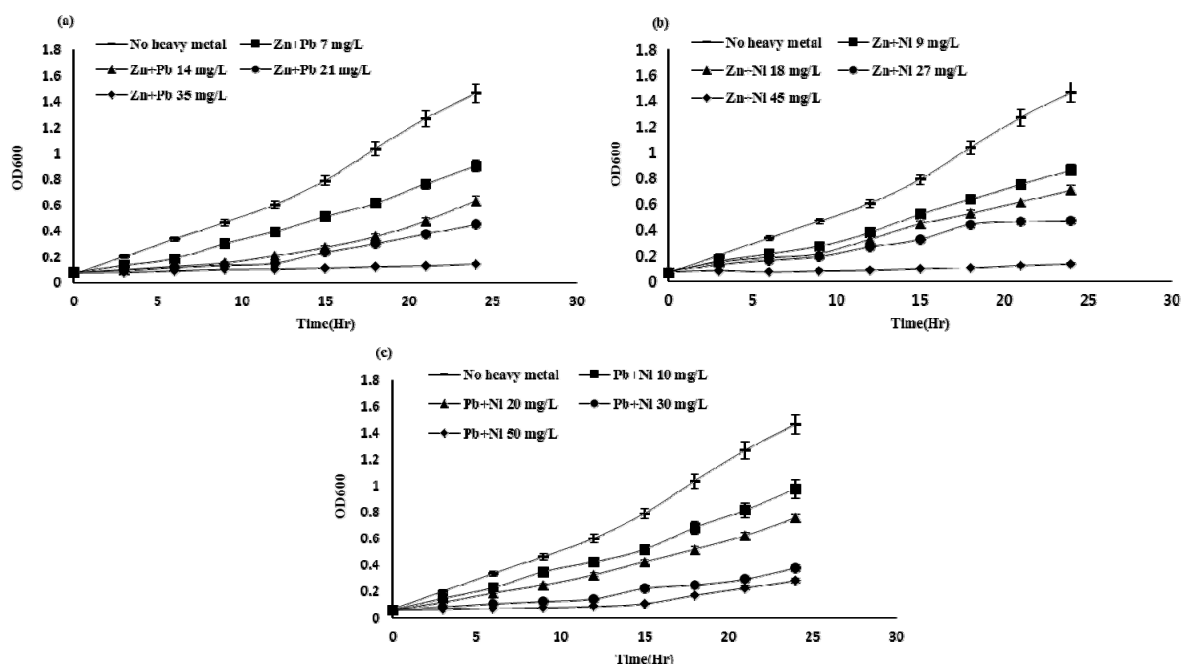 (a)
No heavy metal Zn+Pb 7 mg/L
Zn+Pb 14 mg/L Zn+Pb 21 mg/L
Zn+Pb 35 mg/L
1.8
1.6
1.4
1.2
1
0.8
0.6
0.4
0.2
0
OD600
0 5 10 15 20 25 30
Time(Hr)
(b)
No heavy metal Zn+Ni 9 mg/L
Zn+Ni 18 mg/L Zn+Ni 27 mg/L
Zn+Ni 45 mg/L
1.8
1.6
1.4
1.2
1
0.8
0.6
0.4
0.2
0
OD600
0 5 10 15 20 25 30
Time(Hr)
(c)
No heavy metal Pb+Ni 10 mg/L
Pb+Ni 20 mg/L Pb+Ni 30 mg/L
Pb+Ni 50 mg/L
1.8
1.6
1.4
1.2
1
0.8
0.6
0.4
0.2
0
OD600
0 5 10 15 20 25 30
Time(Hr)